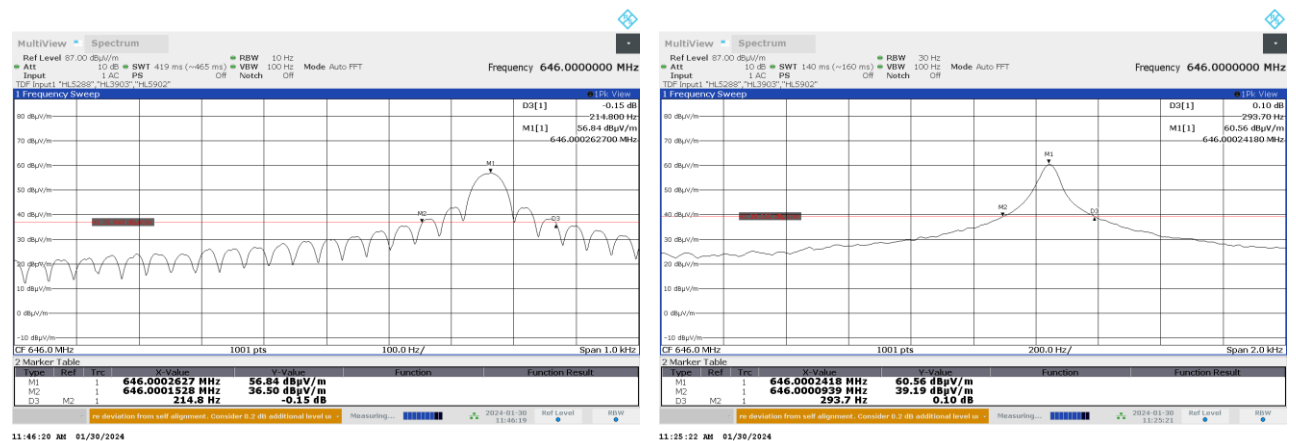 MultiView Spectrum
Ref Level 87.00 dBµV/m RBW 10 Hz
Att 10 dB SWT 419 ms (~465 ms) VBW 100 Hz Mode Auto FFT Frequency 646.0000000 MHz
Input 1 AC PS Off Notch Off
TDF Input1 "HL5288","HL3903","HL5902"
1 Frequency Sweep 1Pk View
D3[1] -0.15 dB
214.800 Hz
80 dBµV/m
M1[1] 56.84 dBµV/m
646.000262700 MHz
70 dBµV/m
60 dBµV/m
M1
50 dBµV/m
40 dBµV/m
M2
D3
30 dBµV/m
20 dBµV/m
10 dBµV/m
0 dBµV/m
-10 dBµV/m
CF 646.0 MHz 1001 pts 100.0 Hz/ Span 1.0 kHz
2 Marker Table
Type Ref Trc X-Value Y-Value Function Function Result
M1 1 646.0002627 MHz 56.84 dBµV/m
M2 1 646.0001528 MHz 36.50 dBµV/m
D3 M2 1 214.8 Hz -0.15 dB
re deviation from self alignment. Consider 0.2 dB additional level u Measuring... 2024-01-30 Ref Level RBW
11:46:19
11:46:20 AM 01/30/2024
MultiView Spectrum
Ref Level 87.00 dBµV/m RBW 30 Hz
Att 10 dB SWT 140 ms (~160 ms) VBW 100 Hz Mode Auto FFT Frequency 646.0000000 MHz
Input 1 AC PS Off Notch Off
TDF Input1 "HL5288","HL3903","HL5902"
1 Frequency Sweep 1Pk View
D3[1] 0.10 dB
293.70 Hz
80 dBµV/m
M1[1] 60.56 dBµV/m
646.00024180 MHz
70 dBµV/m
60 dBµV/m
M1
50 dBµV/m
40 dBµV/m
M2
D3
30 dBµV/m
20 dBµV/m
10 dBµV/m
0 dBµV/m
-10 dBµV/m
CF 646.0 MHz 1001 pts 200.0 Hz/ Span 2.0 kHz
2 Marker Table
Type Ref Trc X-Value Y-Value Function Function Result
M1 1 646.0002418 MHz 60.56 dBµV/m
M2 1 646.0000939 MHz 39.19 dBµV/m
D3 M2 1 293.7 Hz 0.10 dB
re deviation from self alignment. Consider 0.2 dB additional level u Measuring... 2024-01-30 Ref Level RBW
11:25:21
11:25:22 AM 01/30/2024